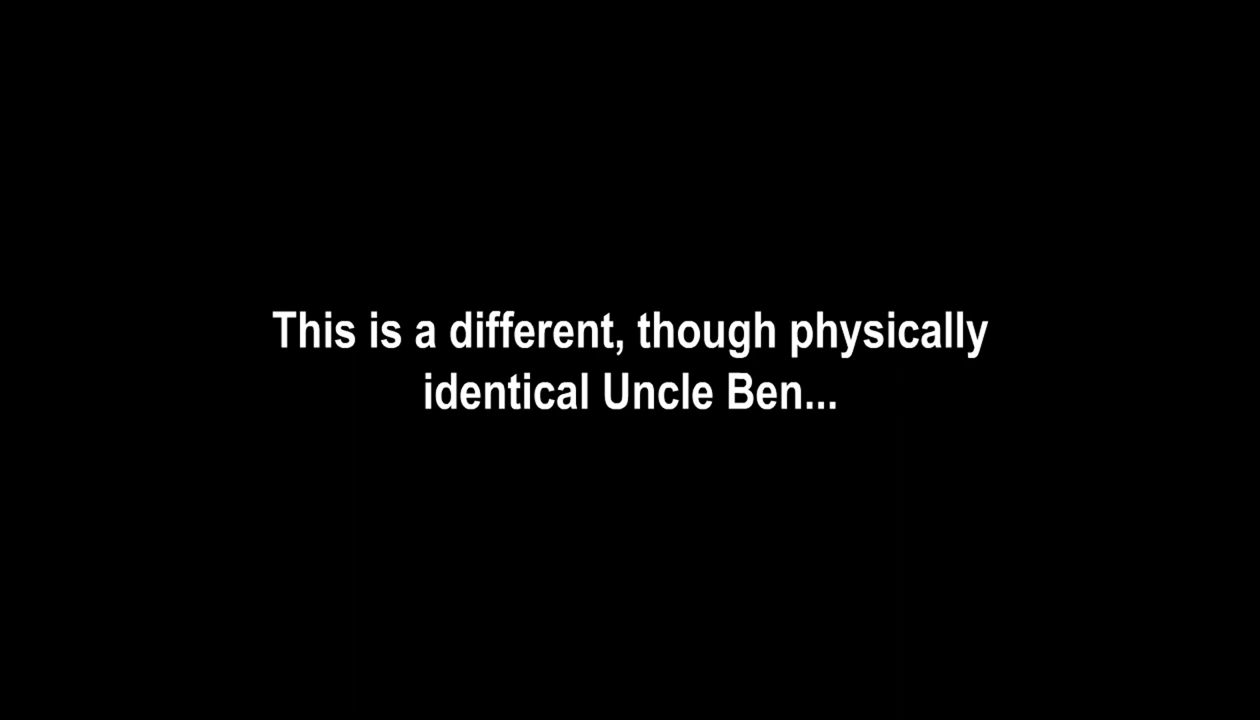 This is a different, though physically
identical Uncle Ben...